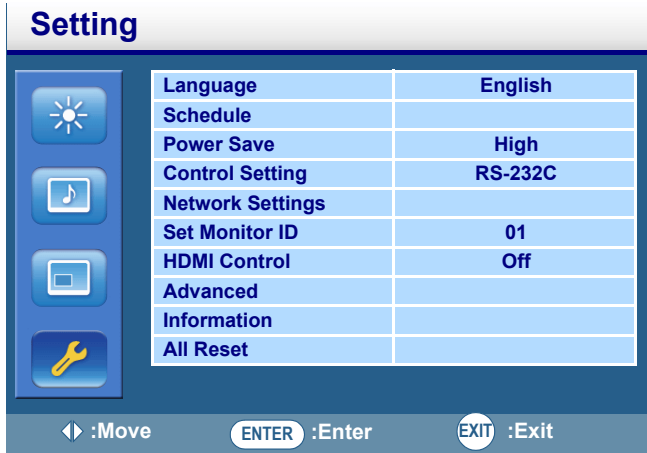 Setting
Language English
Schedule
Power Save High
Control Setting RS-232C
Network Settings
Set Monitor ID 01
HDMI Control Off
Advanced
Information
All Reset
:Move ENTER :Enter EXIT :Exit